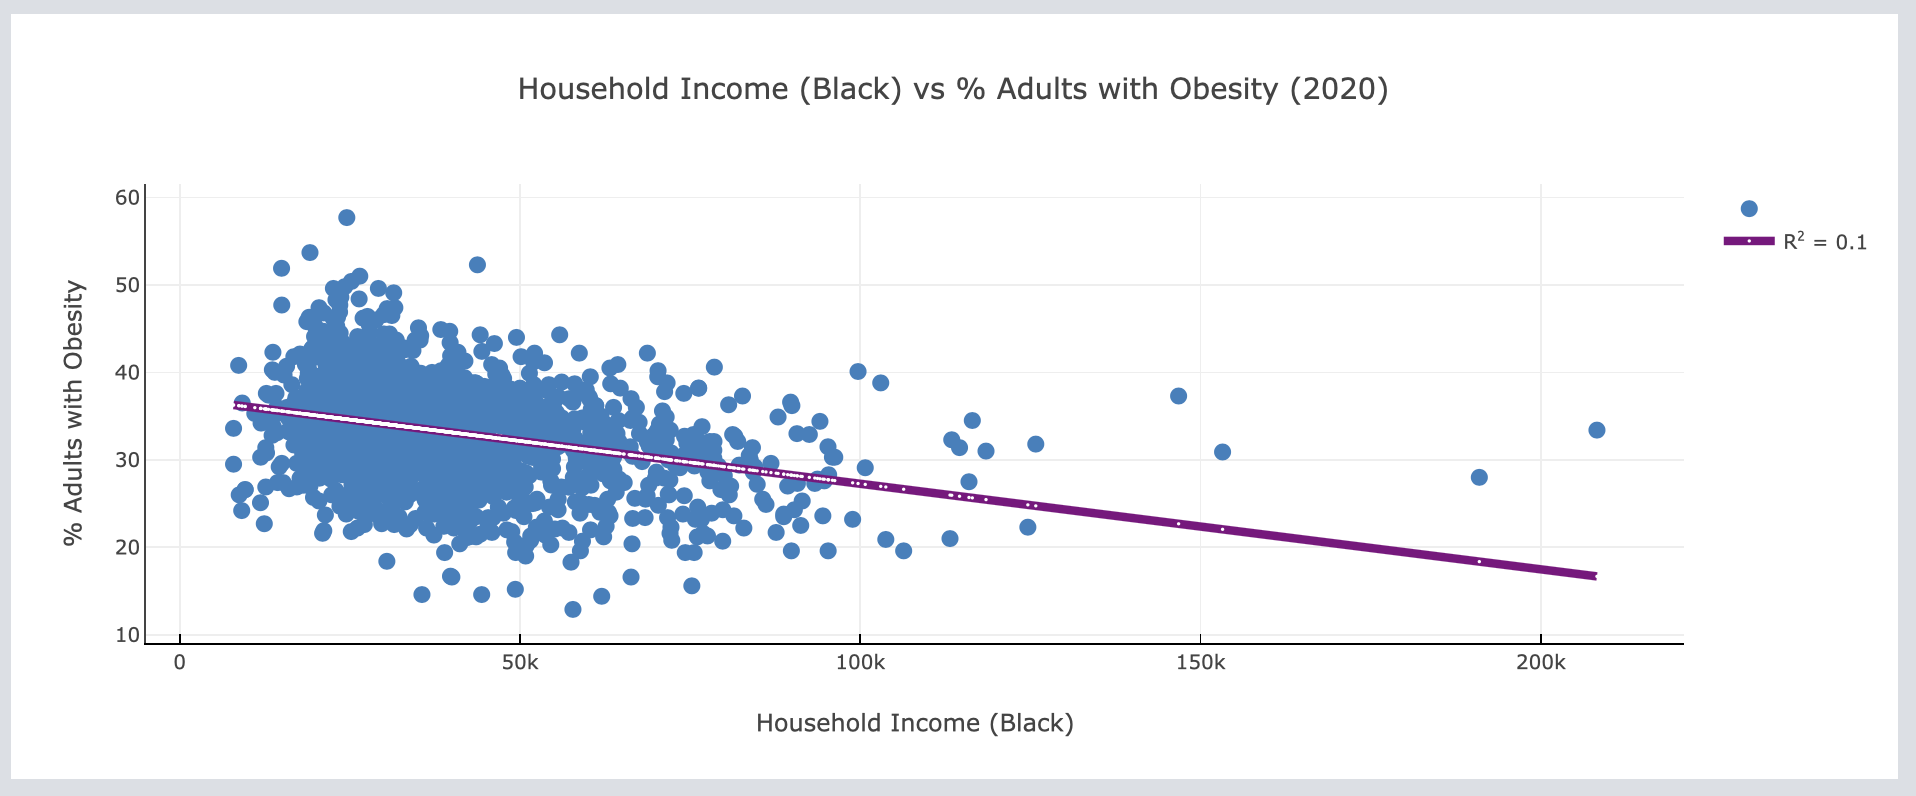 Household Income (Black) vs % Adults with Obesity (2020)
R² = 0.1
% Adults with Obesity
60
50
40
30
20
10
0
50k
100k
150k
200k
Household Income (Black)